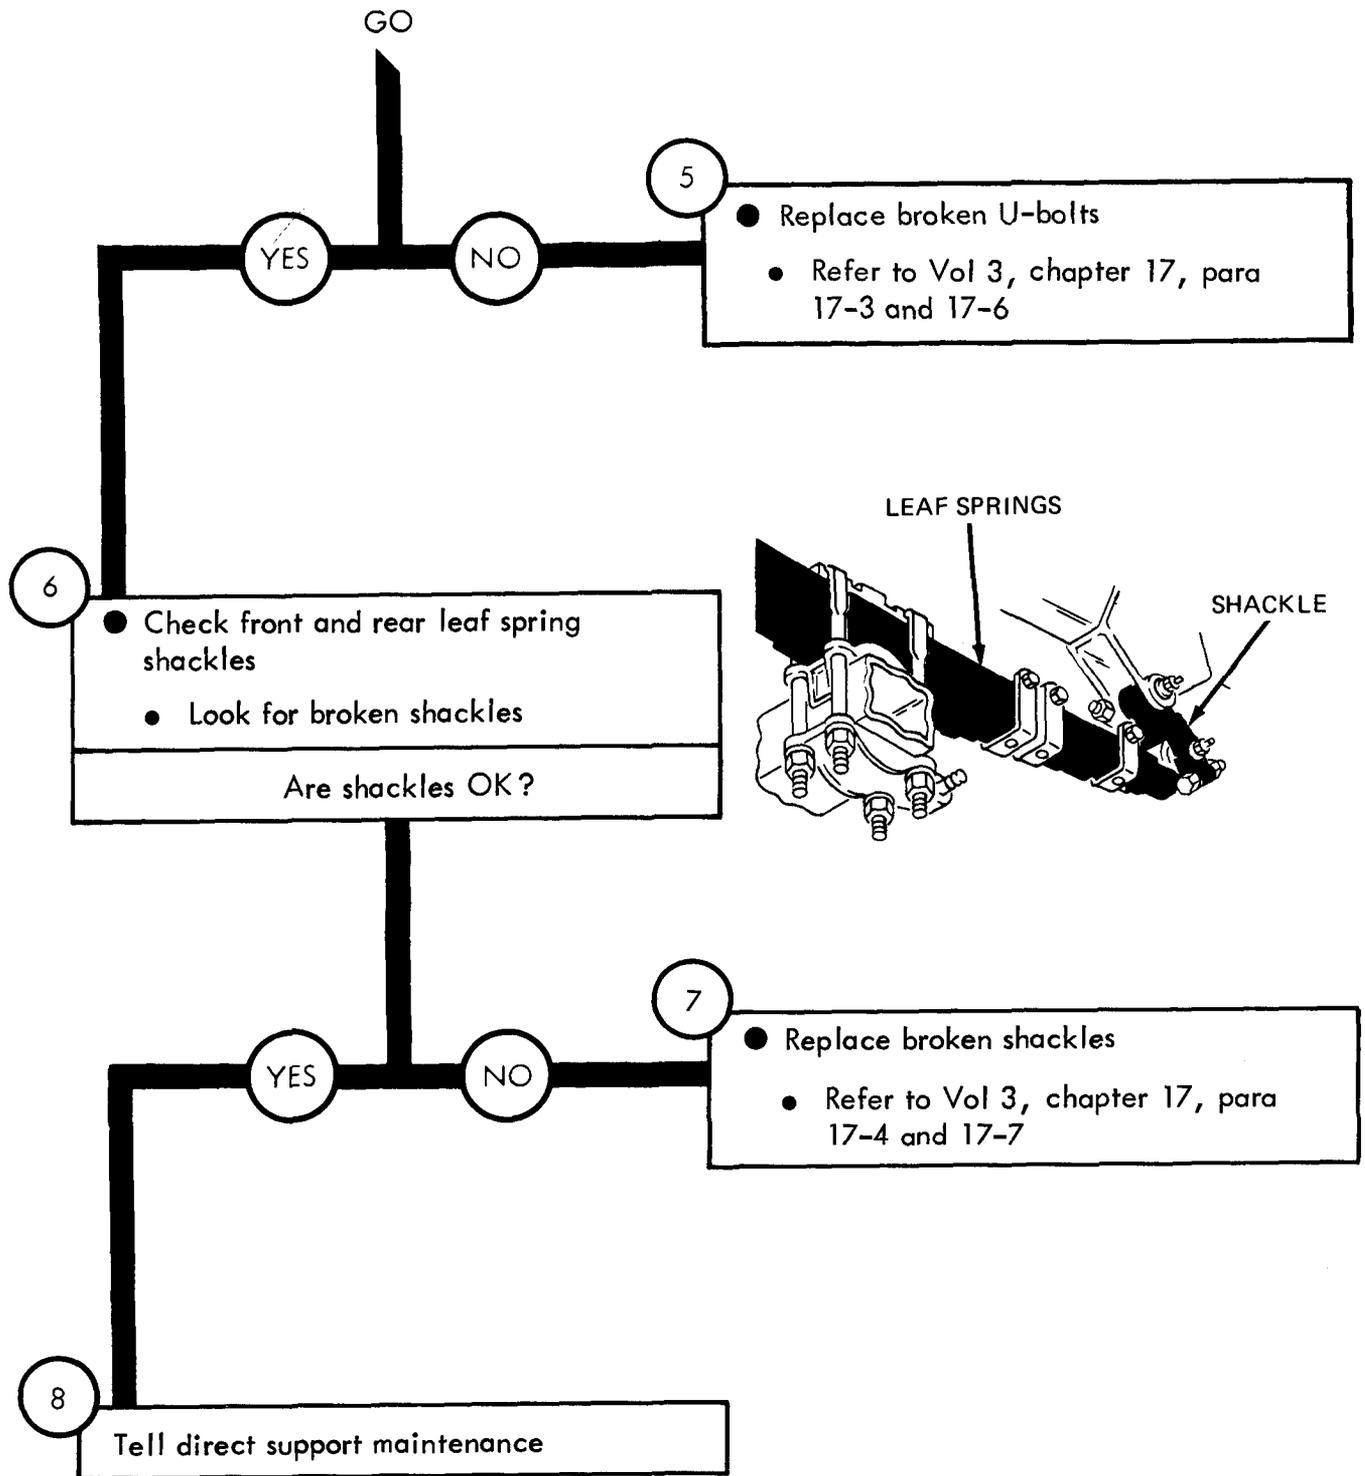 GO
YES
NO
5
● Replace broken U-bolts
● Refer to Vol 3, chapter 17, para
17-3 and 17-6
LEAF SPRINGS
SHACKLE
6
● Check front and rear leaf spring
shackles
● Look for broken shackles
Are shackles OK?
YES
NO
7
● Replace broken shackles
● Refer to Vol 3, chapter 17, para
17-4 and 17-7
8
Tell direct support maintenance